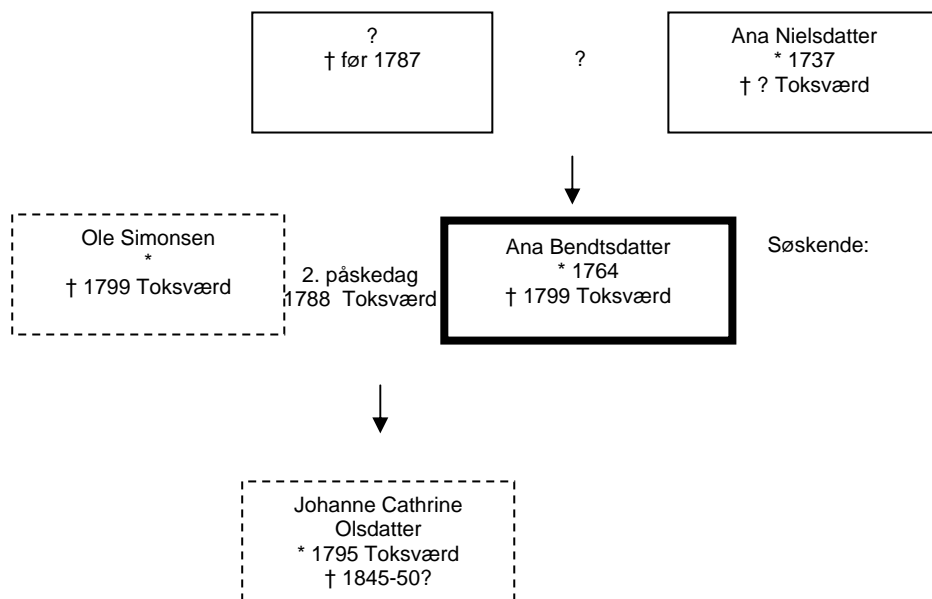 ?
† før 1787
?
Ana Nielsdatter
* 1737
† ? Toksværd
Ole Simonsen
*
† 1799 Toksværd
2. påskedag
1788 Toksværd
Ana Bendtsdatter
* 1764
† 1799 Toksværd
Søskende:
Johanne Cathrine
Olsdatter
* 1795 Toksværd
† 1845-50?